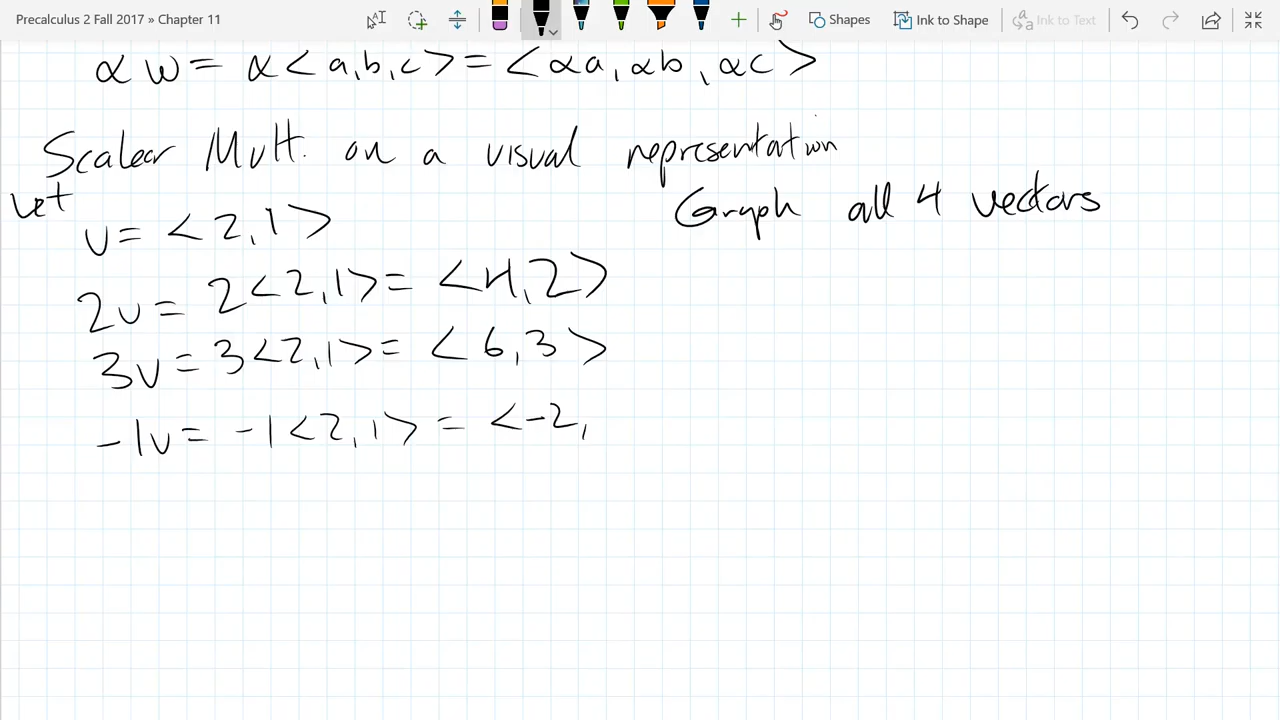 Precalculus 2 Fall 2017 » Chapter 11
Shapes Ink to Shape Ink to Text
αw = α<a,b,c> = <αa, αb, αc>
Scalar Mult. on a visual representation
Let
Graph all 4 vectors
v = <2,1>
2v = 2<2,1> = <4,2>
3v = 3<2,1> = <6,3>
-1v = -1<2,1> = <-2,